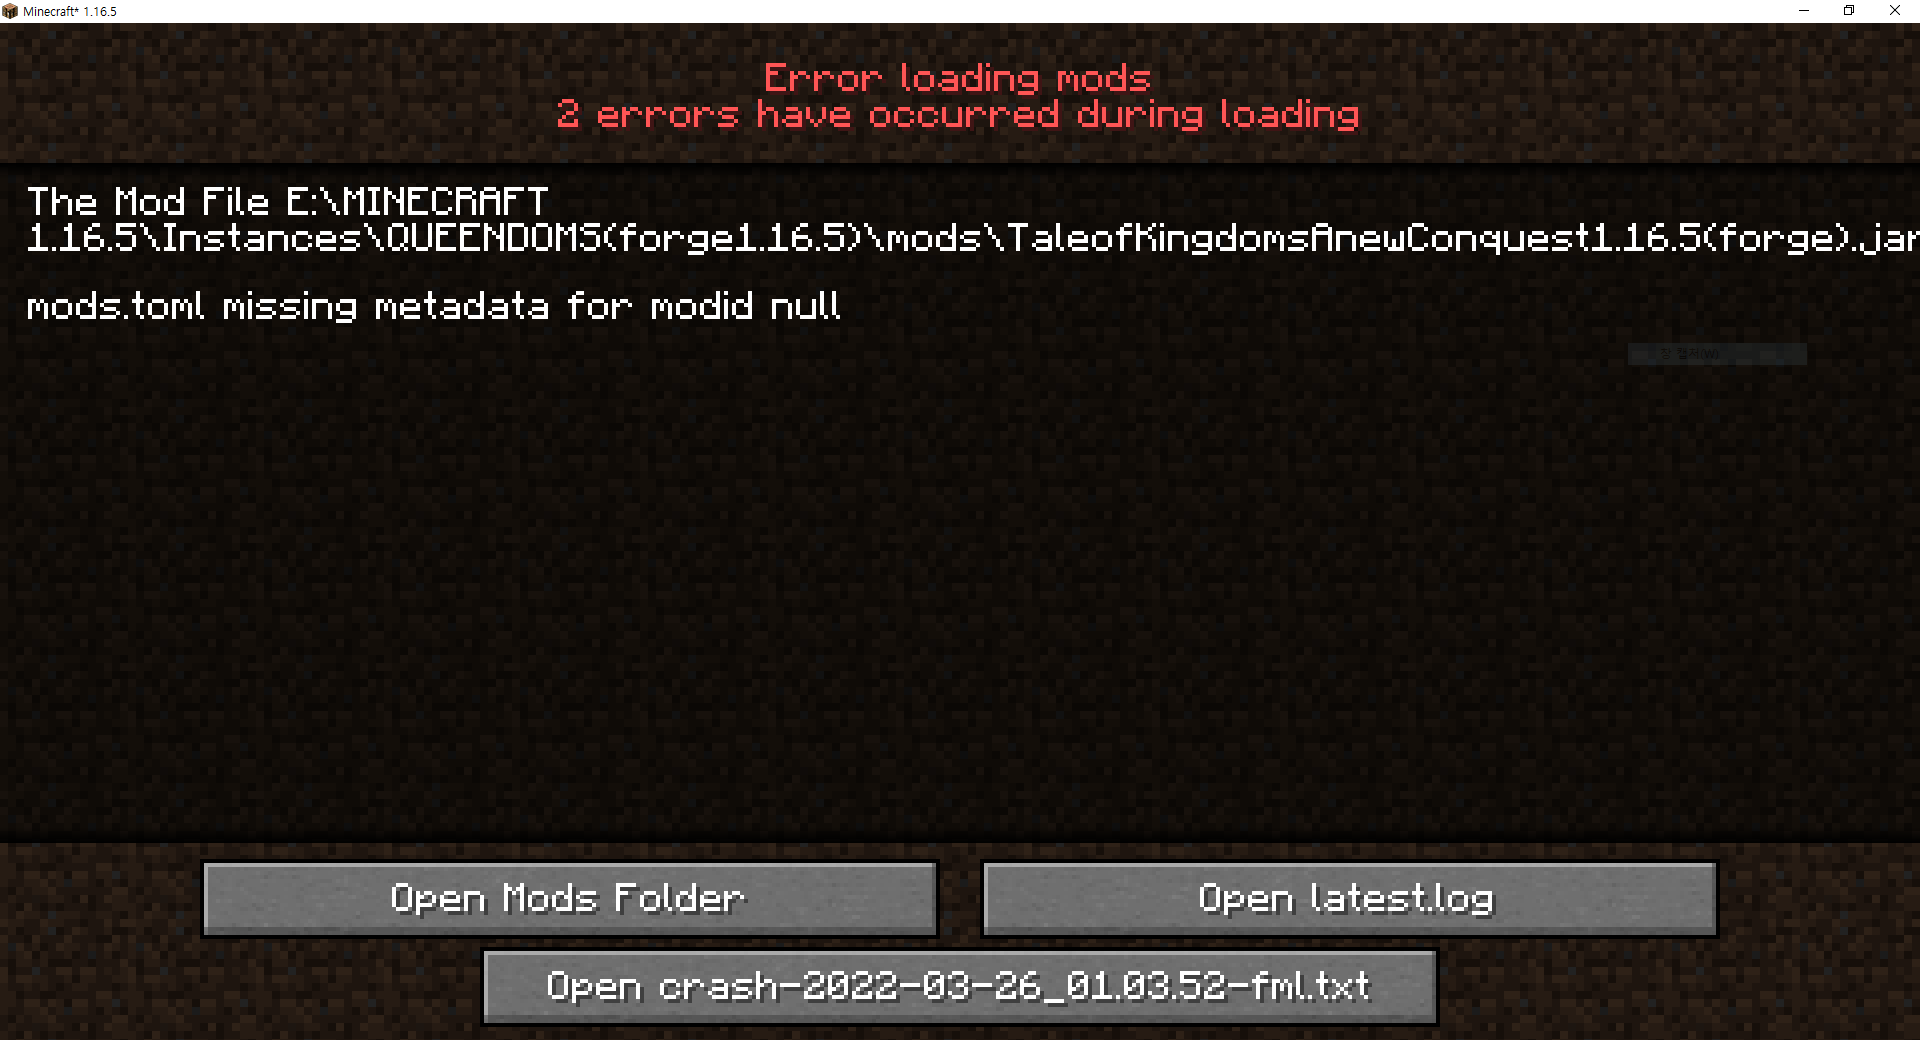 Minecraft* 1.16.5
Error loading mods
2 errors have occurred during loading
The Mod File E:\MINECRAFT
1.16.5\Instances\QUEENDOMS(forge1.16.5)\mods\TaleofKingdomsAnewConquest1.16.5(forge).jar
mods.toml missing metadata for modid null
Open Mods Folder
Open latest.log
Open crash-2022-03-26_01.03.52-fml.txt